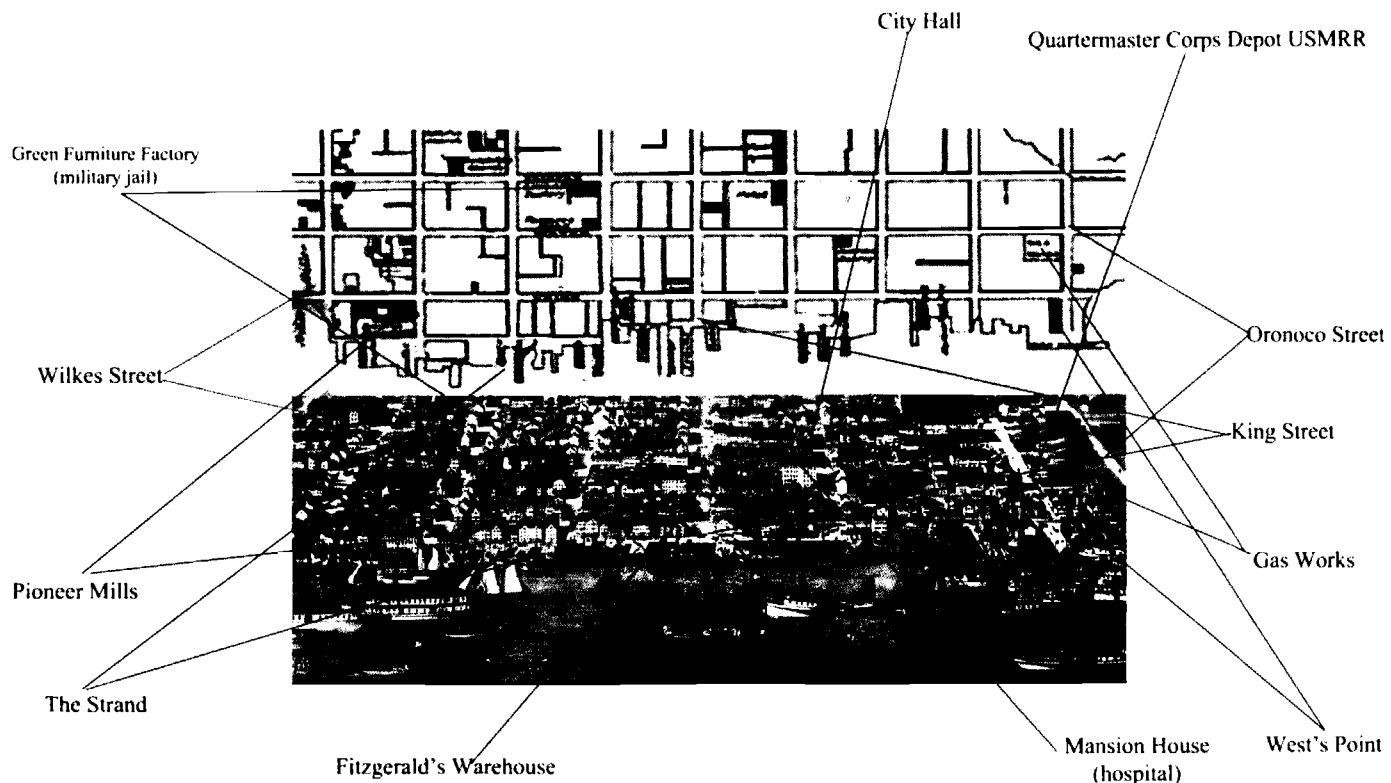 City Hall
Quartermaster Corps Depot USMRR
Green Furniture Factory
(military jail)
Oronoco Street
Wilkes Street
King Street
Gas Works
Pioneer Mills
The Strand
West's Point
Mansion House
(hospital)
Fitzgerald's Warehouse